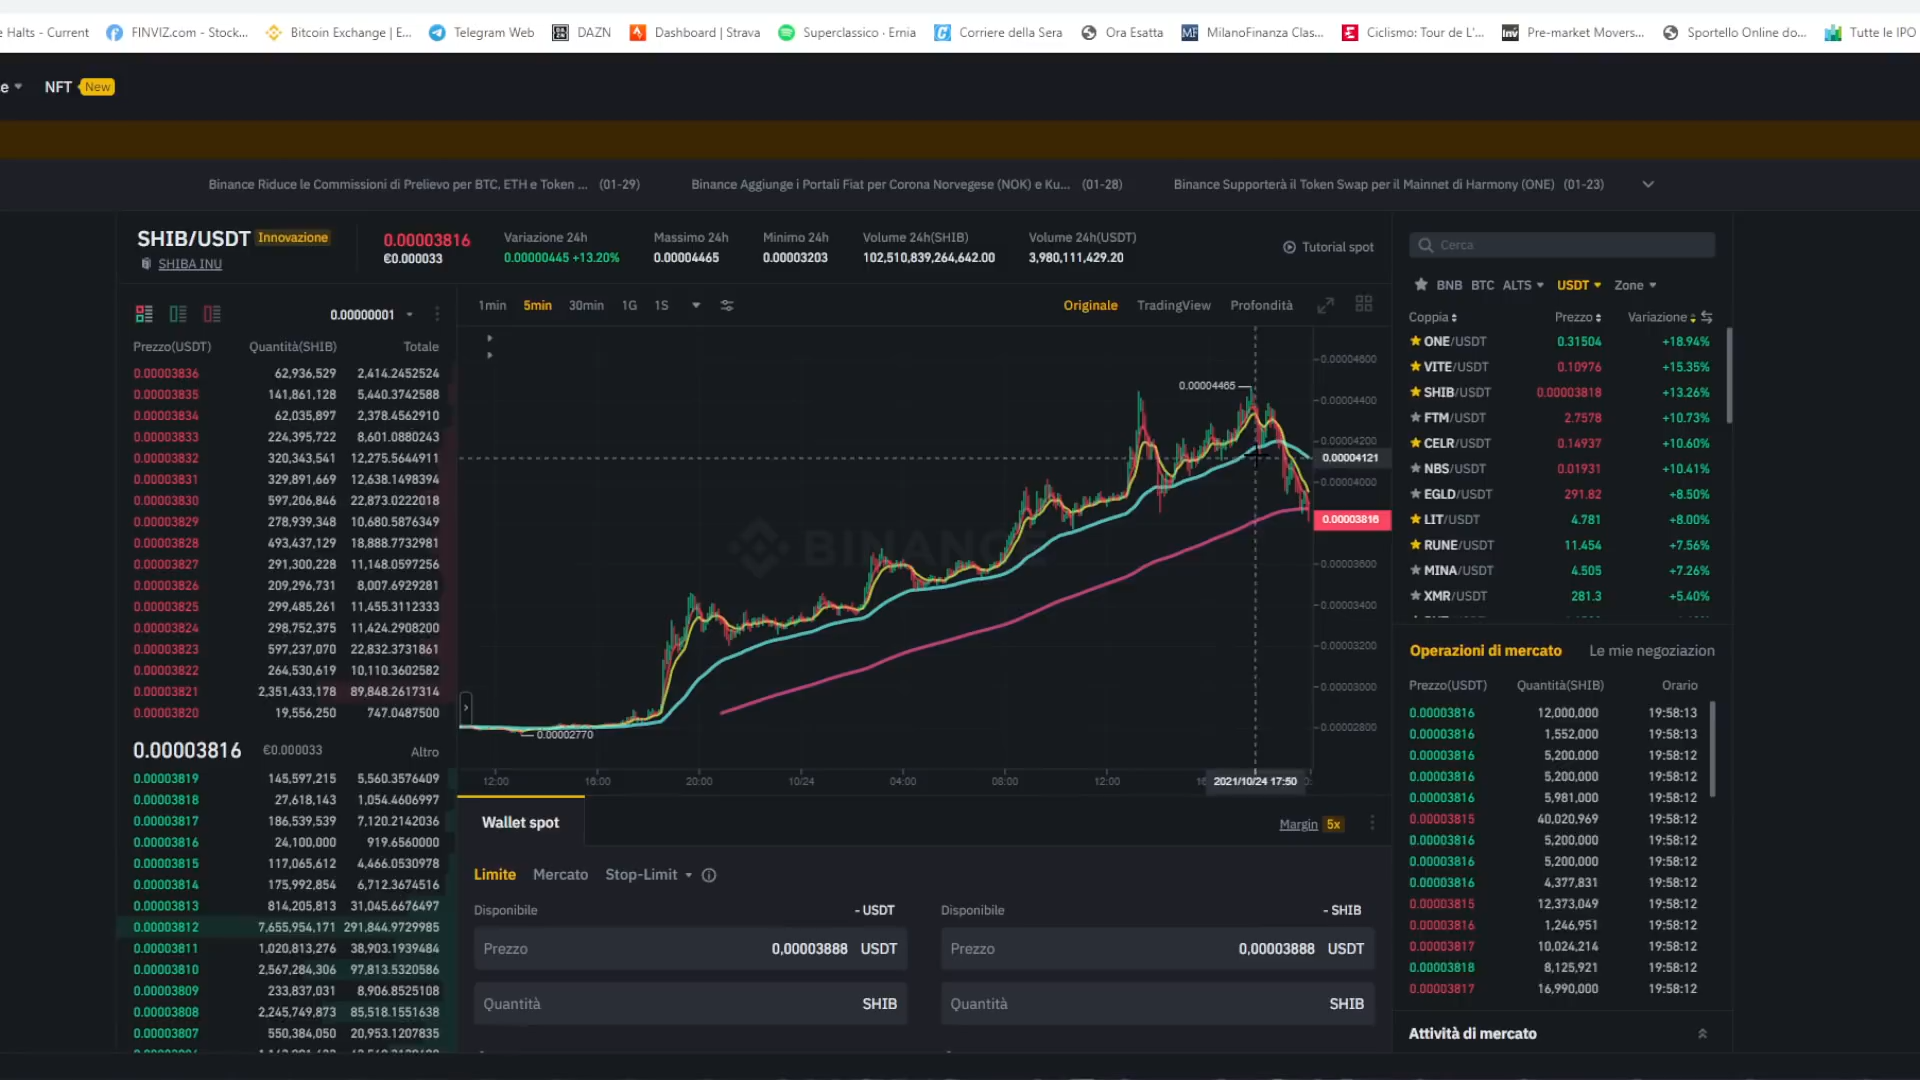 e Halts - Current
FINVIZ.com - Stock...
Bitcoin Exchange | E...
Telegram Web
DAZN
Dashboard | Strava
Superclassico · Ernia
Corriere della Sera
Ora Esatta
MilanoFinanza Clas...
Ciclismo: Tour de L'...
Pre-market Movers...
Sportello Online do...
Tutte le IPO
e NFT New
Binance Riduce le Commissioni di Prelievo per BTC, ETH e Token ... (01-29)
Binance Aggiunge i Portali Fiat per Corona Norvegese (NOK) e Ku... (01-28)
Binance Supporterà il Token Swap per il Mainnet di Harmony (ONE) (01-23)
SHIB/USDT Innovazione
SHIBA INU
0.00003816
€0.000033
Variazione 24h
0.00000445 +13.20%
Massimo 24h
0.00004465
Minimo 24h
0.00003203
Volume 24h(SHIB)
102,510,839,264,642.00
Volume 24h(USDT)
3,980,111,429.20
Tutorial spot
0.00000001
Prezzo(USDT) Quantità(SHIB) Totale
0.00003836 62,936,529 2,414.2452524
0.00003835 141,861,128 5,440.3742588
0.00003834 62,035,897 2,378.4562910
0.00003833 224,395,722 8,601.0880243
0.00003832 320,343,541 12,275.5644911
0.00003831 329,891,669 12,638.1498394
0.00003830 597,206,846 22,873.0222018
0.00003829 278,939,348 10,680.5876349
0.00003828 493,437,129 18,888.7732981
0.00003827 291,300,228 11,148.0597256
0.00003826 209,296,731 8,007.6929281
0.00003825 299,485,261 11,455.3112333
0.00003824 298,752,375 11,424.2908200
0.00003823 597,237,070 22,832.3731861
0.00003822 264,530,619 10,110.3602582
0.00003821 2,351,433,178 89,848.2617314
0.00003820 19,556,250 747.0487500
0.00003816 €0.000033 Altro
0.00003819 145,597,215 5,560.3576409
0.00003818 27,618,143 1,054.4606997
0.00003817 186,539,539 7,120.2142036
0.00003816 24,100,000 919.6560000
0.00003815 117,065,612 4,466.0530978
0.00003814 175,992,854 6,712.3674516
0.00003813 814,205,813 31,045.6676497
0.00003812 7,655,954,171 291,844.9729985
0.00003811 1,020,813,276 38,903.1939484
0.00003810 2,567,284,306 97,813.5320586
0.00003809 233,837,031 8,906.8525108
0.00003808 2,245,749,873 85,518.1551638
0.00003807 550,384,050 20,953.1207835
1min 5min 30min 1G 1S
Originale TradingView Profondità
0.00004600
0.00004465
0.00004400
0.00004200
0.00004121
0.00004000
0.00003816
BINANCE
0.00003600
0.00003400
0.00003200
0.00003000
0.00002800
0.00002770
12:00 16:00 20:00 10/24 04:00 08:00 12:00 2021/10/24 17:50
Wallet spot
Margin 5x
Limite Mercato Stop-Limit
Disponibile - USDT
Prezzo 0,00003888 USDT
Quantità SHIB
Disponibile - SHIB
Prezzo 0,00003888 USDT
Quantità SHIB
Cerca
BNB BTC ALTS USDT Zone
Coppia Prezzo Variazione
ONE/USDT 0.31504 +18.94%
VITE/USDT 0.10976 +15.35%
SHIB/USDT 0.00003818 +13.26%
FTM/USDT 2.7578 +10.73%
CELR/USDT 0.14937 +10.60%
NBS/USDT 0.01931 +10.41%
EGLD/USDT 291.82 +8.50%
LIT/USDT 4.781 +8.00%
RUNE/USDT 11.454 +7.56%
MINA/USDT 4.505 +7.26%
XMR/USDT 281.3 +5.40%
Operazioni di mercato Le mie negoziazion
Prezzo(USDT) Quantità(SHIB) Orario
0.00003816 12,000,000 19:58:13
0.00003816 1,552,000 19:58:13
0.00003816 5,200,000 19:58:12
0.00003816 5,200,000 19:58:12
0.00003816 5,981,000 19:58:12
0.00003815 40,020,969 19:58:12
0.00003816 5,200,000 19:58:12
0.00003816 5,200,000 19:58:12
0.00003816 4,377,831 19:58:12
0.00003815 12,373,049 19:58:12
0.00003816 1,246,951 19:58:12
0.00003817 10,024,214 19:58:12
0.00003818 8,125,921 19:58:12
0.00003817 16,990,000 19:58:12
Attività di mercato